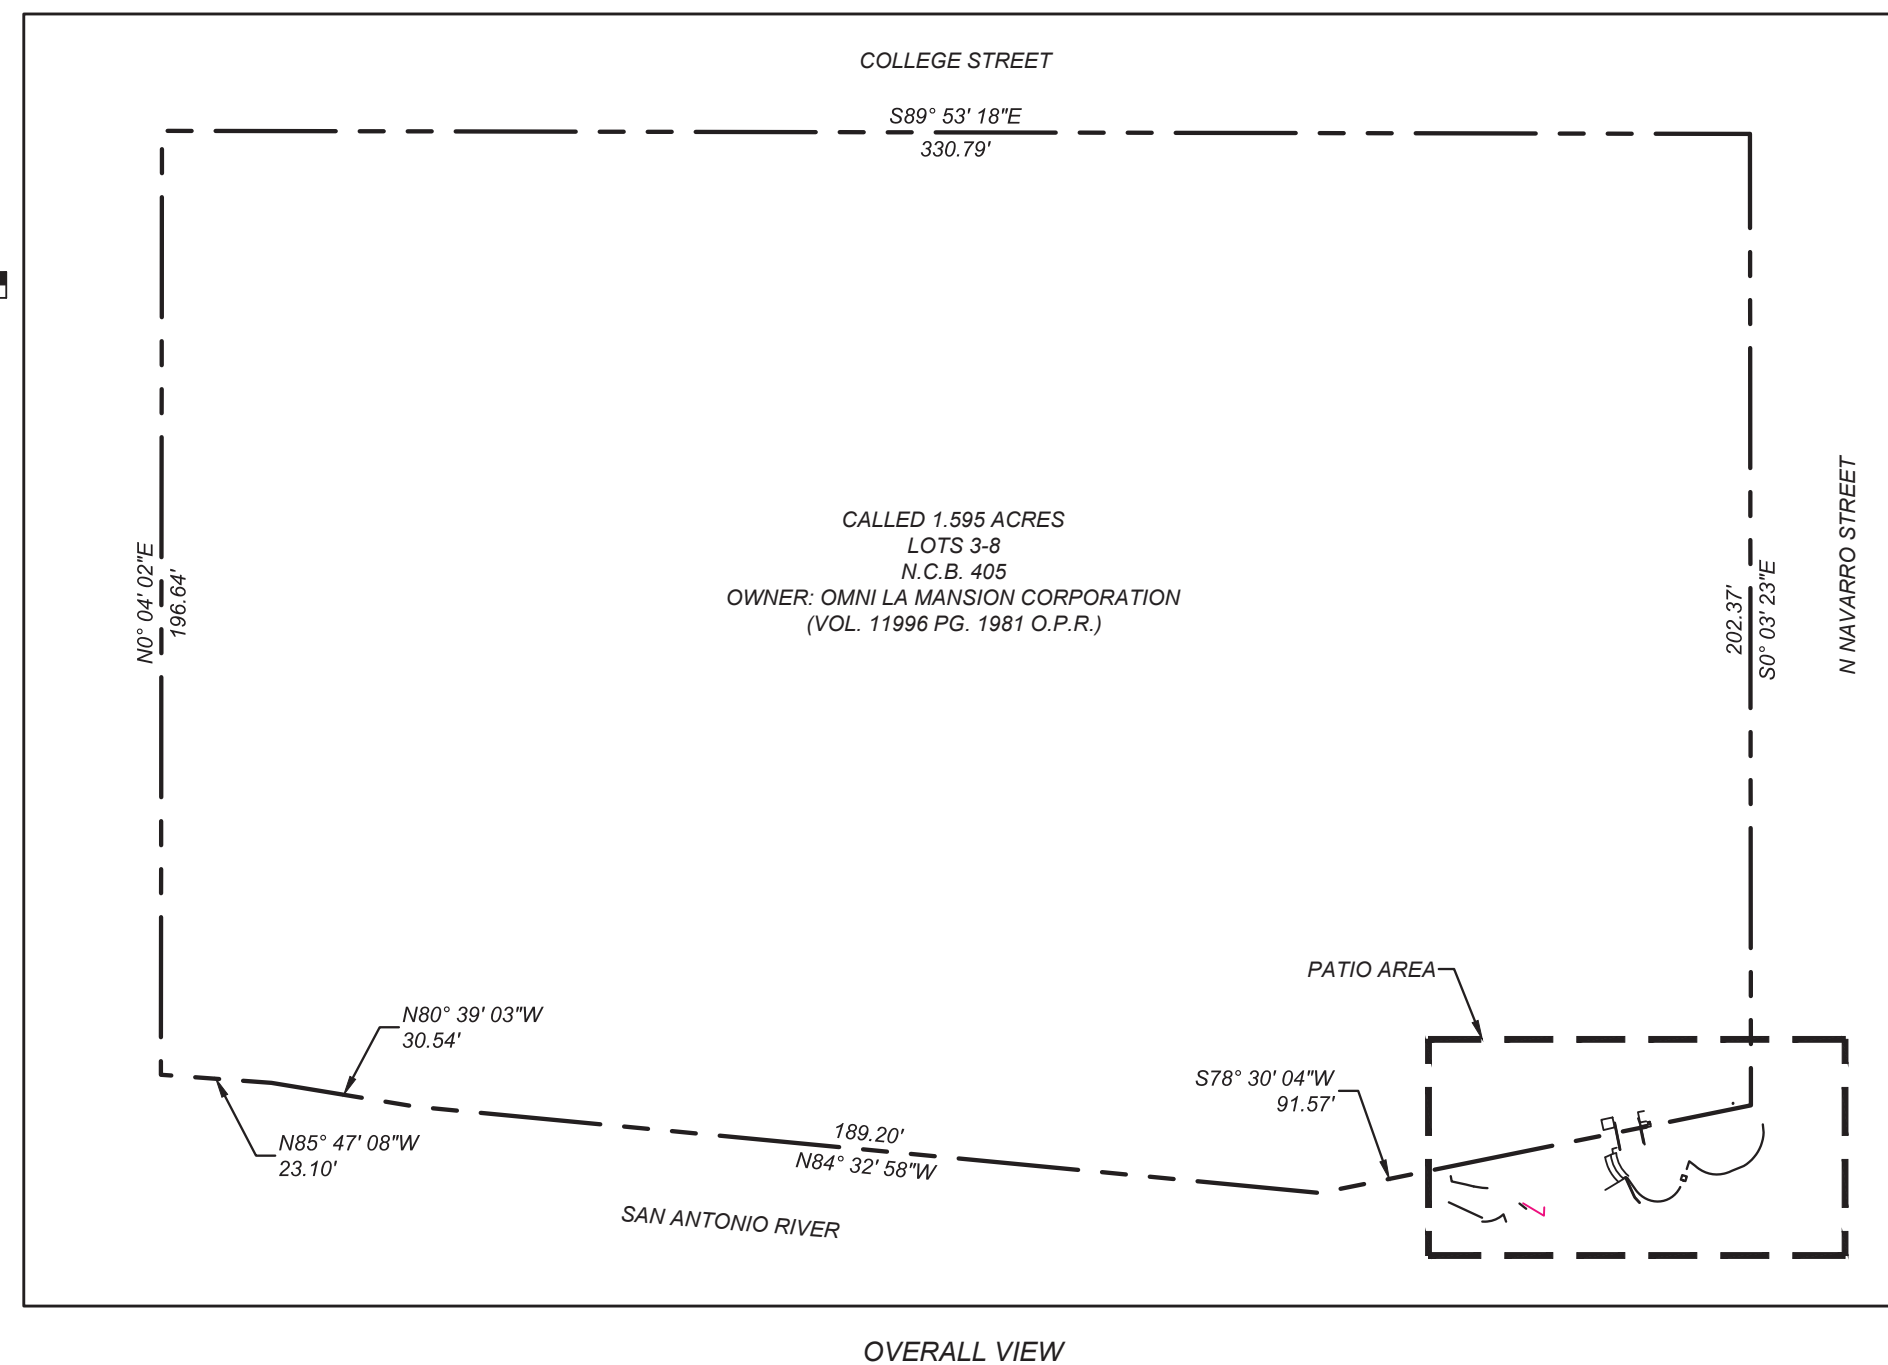 COLLEGE STREET
S89° 53' 18"E
330.79'
CALLED 1.595 ACRES
LOTS 3-8
N.C.B. 405
OWNER: OMNI LA MANSION CORPORATION
(VOL. 11996 PG. 1981 O.P.R.)
N0° 04' 02"E
196.64'
202.37'
S0° 03' 23"E
N NAVARRO STREET
PATIO AREA
N80° 39' 03"W
30.54'
S78° 30' 04"W
91.57'
N85° 47' 08"W
23.10'
189.20'
N84° 32' 58"W
SAN ANTONIO RIVER
OVERALL VIEW